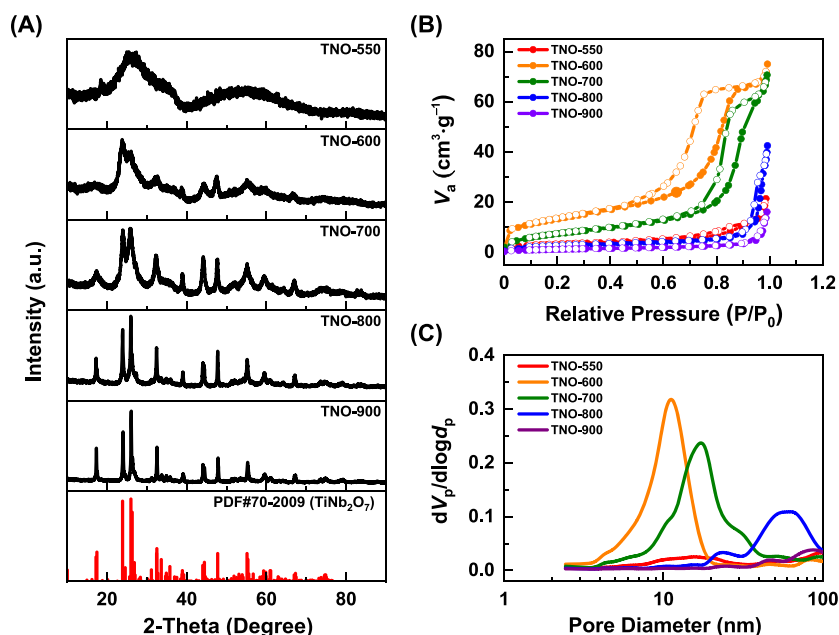 (A)
TNO-550
TNO-600
TNO-700
TNO-800
TNO-900
PDF#70-2009 (TiNb₂O₇)
Intensity (a.u.)
20 40 60 80
2-Theta (Degree)
(B)
TNO-550
TNO-600
TNO-700
TNO-800
TNO-900
Vₐ (cm³·g⁻¹)
80
60
40
20
0
0 0.2 0.4 0.6 0.8 1.0 1.2
Relative Pressure (P/P₀)
(C)
TNO-550
TNO-600
TNO-700
TNO-800
TNO-900
dVₚ/dlogdₚ
0.4
0.3
0.2
0.1
0.0
1 10 100
Pore Diameter (nm)